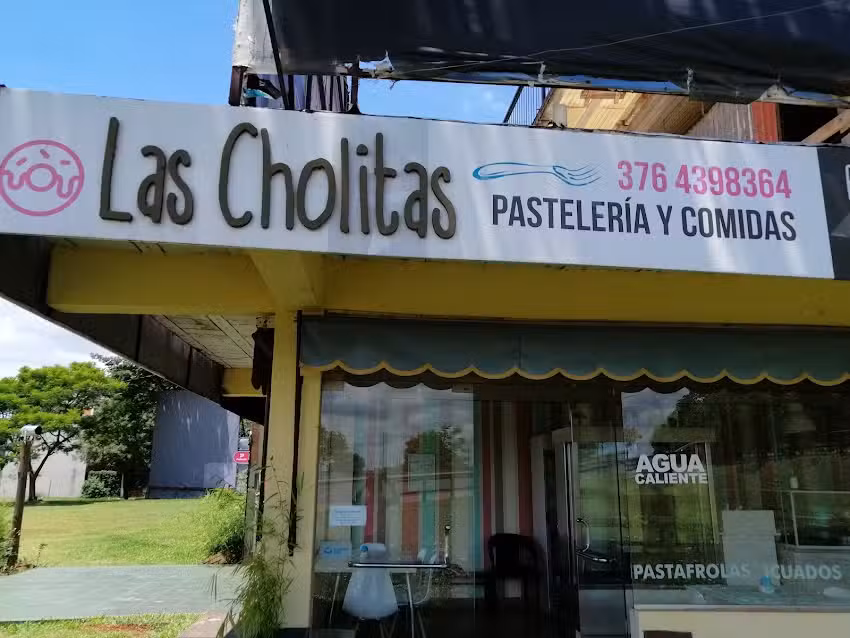 Las Cholitas
376 4398364
PASTELERÍA Y COMIDAS
AGUA
CALIENTE
PASTAFROLAS